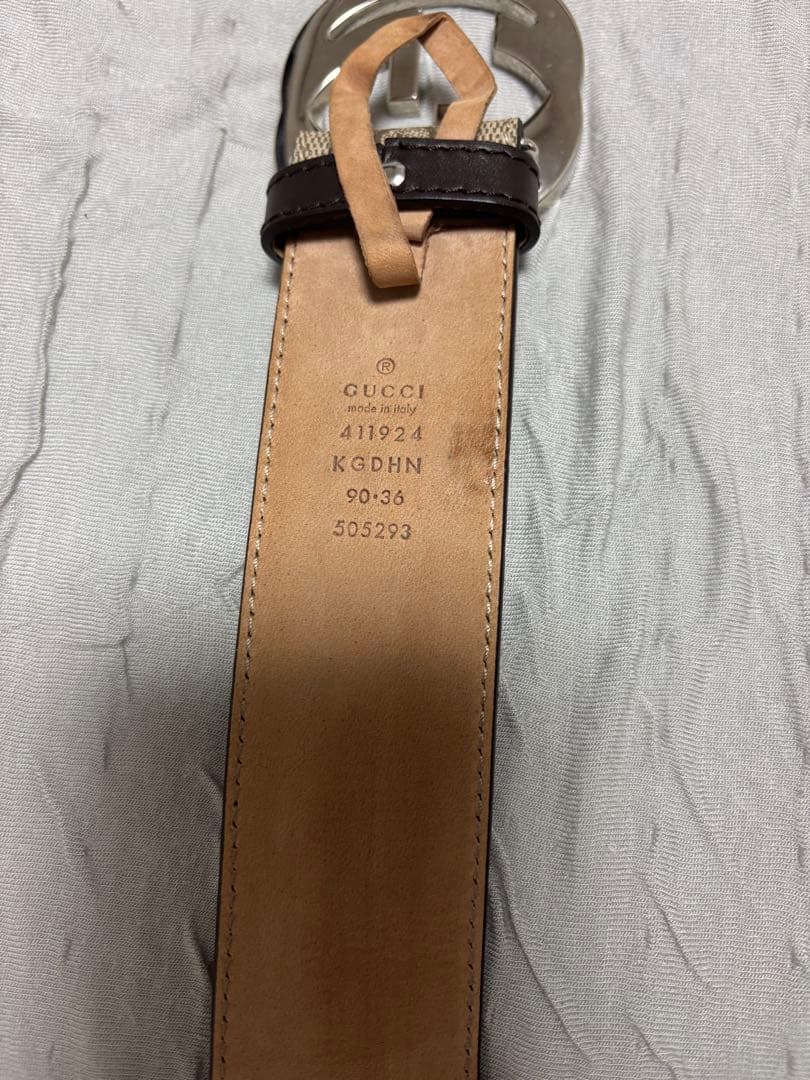 ®
GUCCI
made in italy
411924
KGDHN
90·36
505293